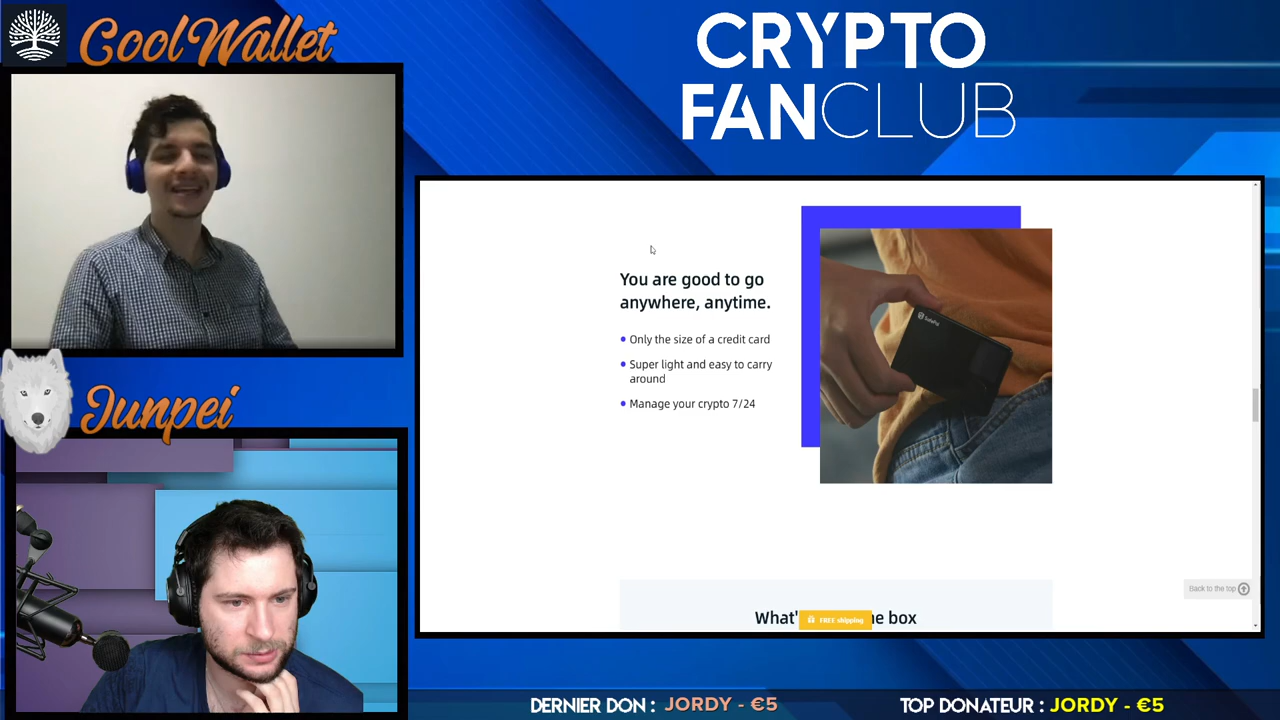 CoolWallet
CRYPTO
FANCLUB
You are good to go
anywhere, anytime.
Only the size of a credit card
Super light and easy to carry
around
Manage your crypto 7/24
SafePal
Junpei
Back to the top
What' ne box
FREE shipping
DERNIER DON : JORDY - €5
TOP DONATEUR : JORDY - €5